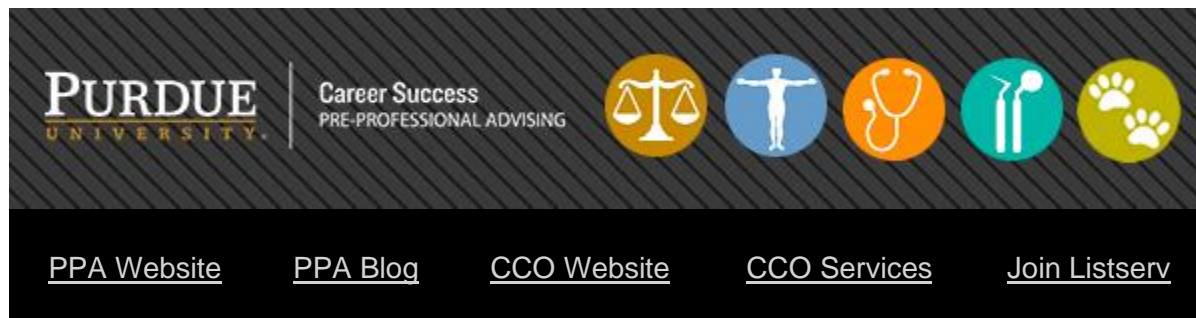 PURDUE
UNIVERSITY.
Career Success
PRE-PROFESSIONAL ADVISING
PPA Website PPA Blog CCO Website CCO Services Join Listserv